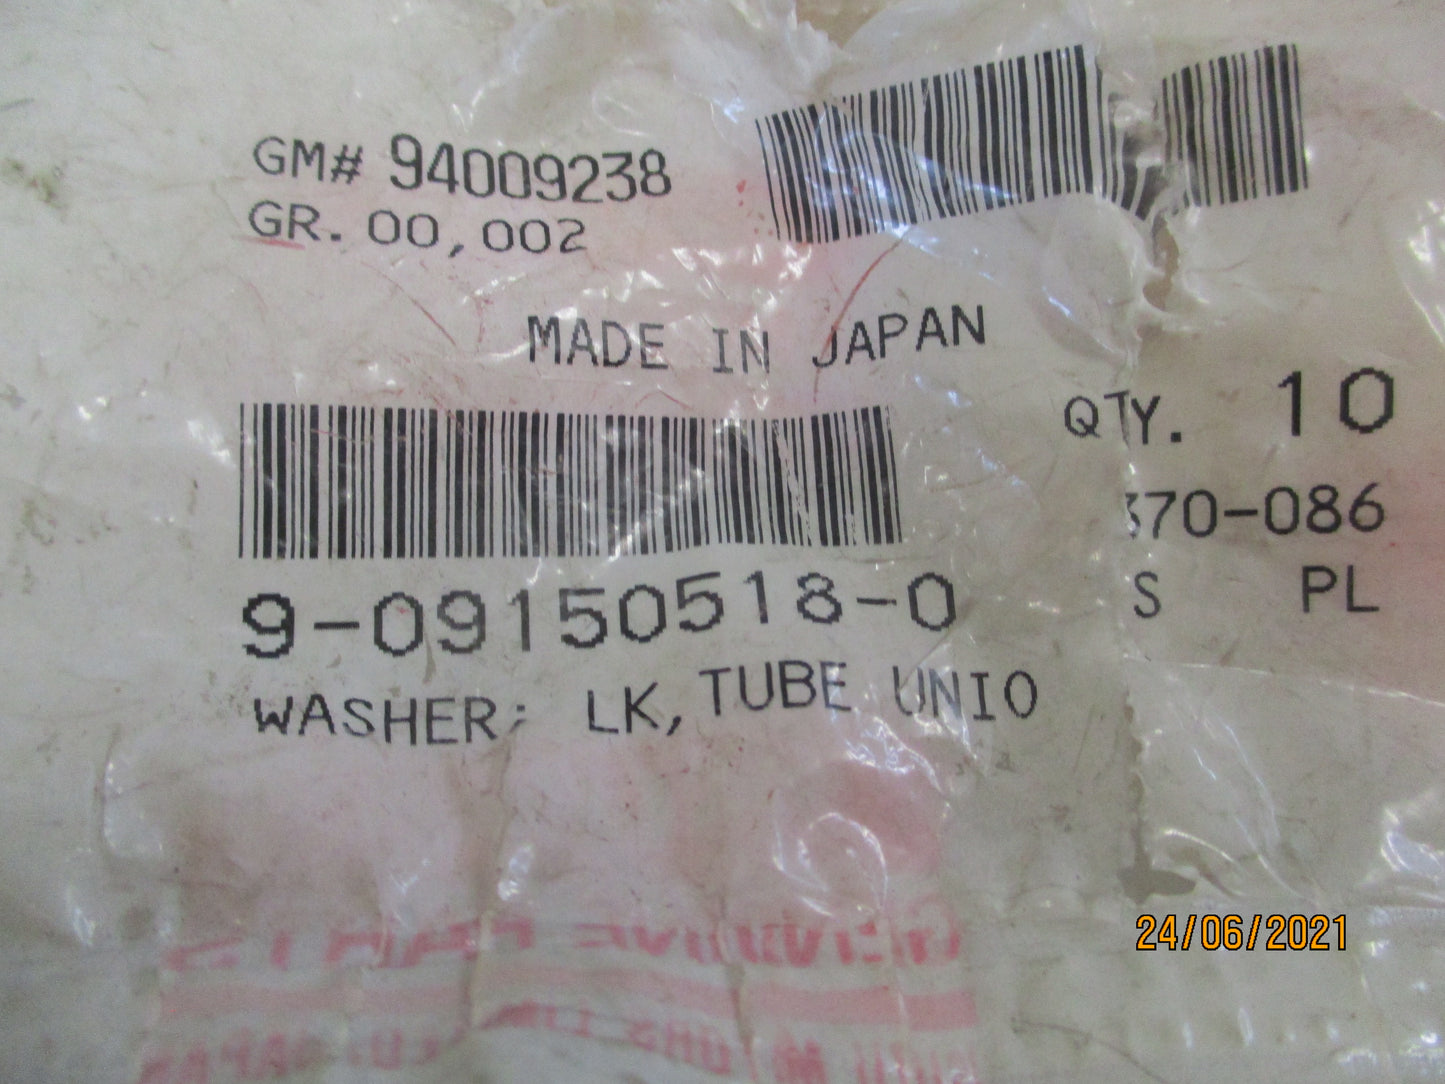 GM# 94009238
GR. 00,002
MADE IN JAPAN
QTY. 10
70-086
S PL
9-09150518-0
WASHER; LK, TUBE UNIO
24/06/2021